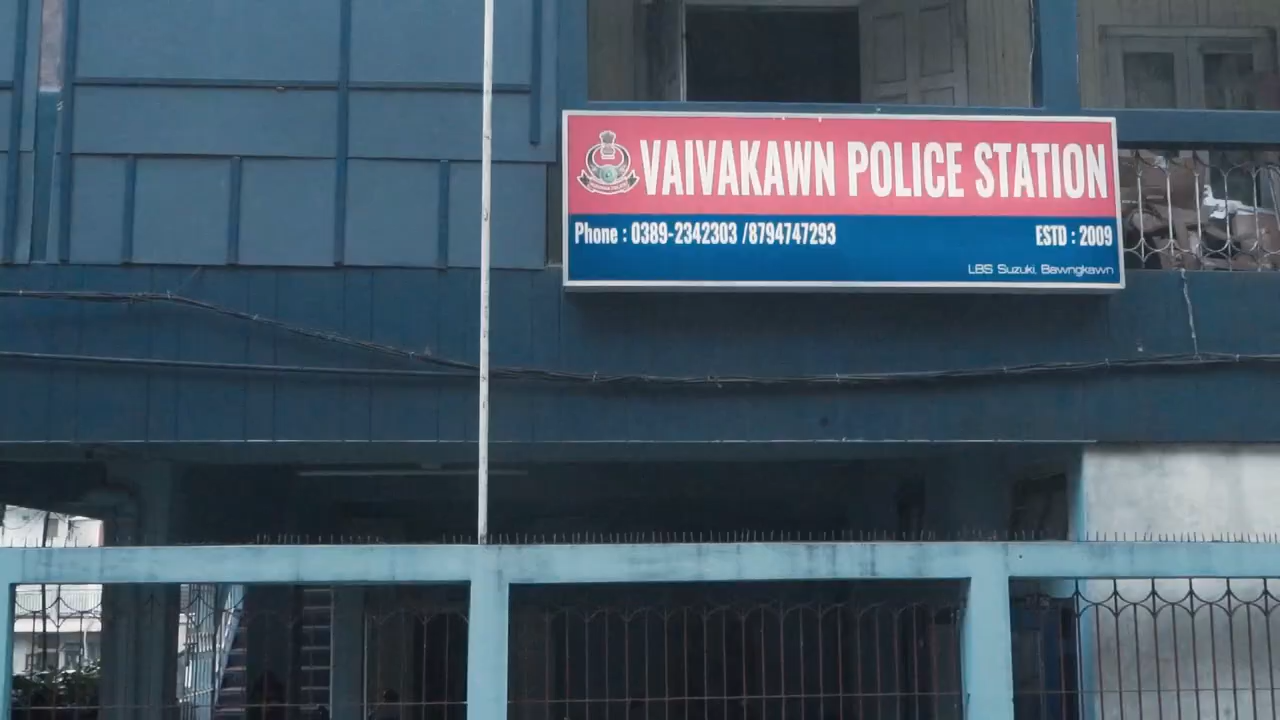 VAIVAKAWN POLICE STATION
Phone : 0389-2342303 /8794747293
ESTD : 2009
LBS Suzuki, Bawngkawn